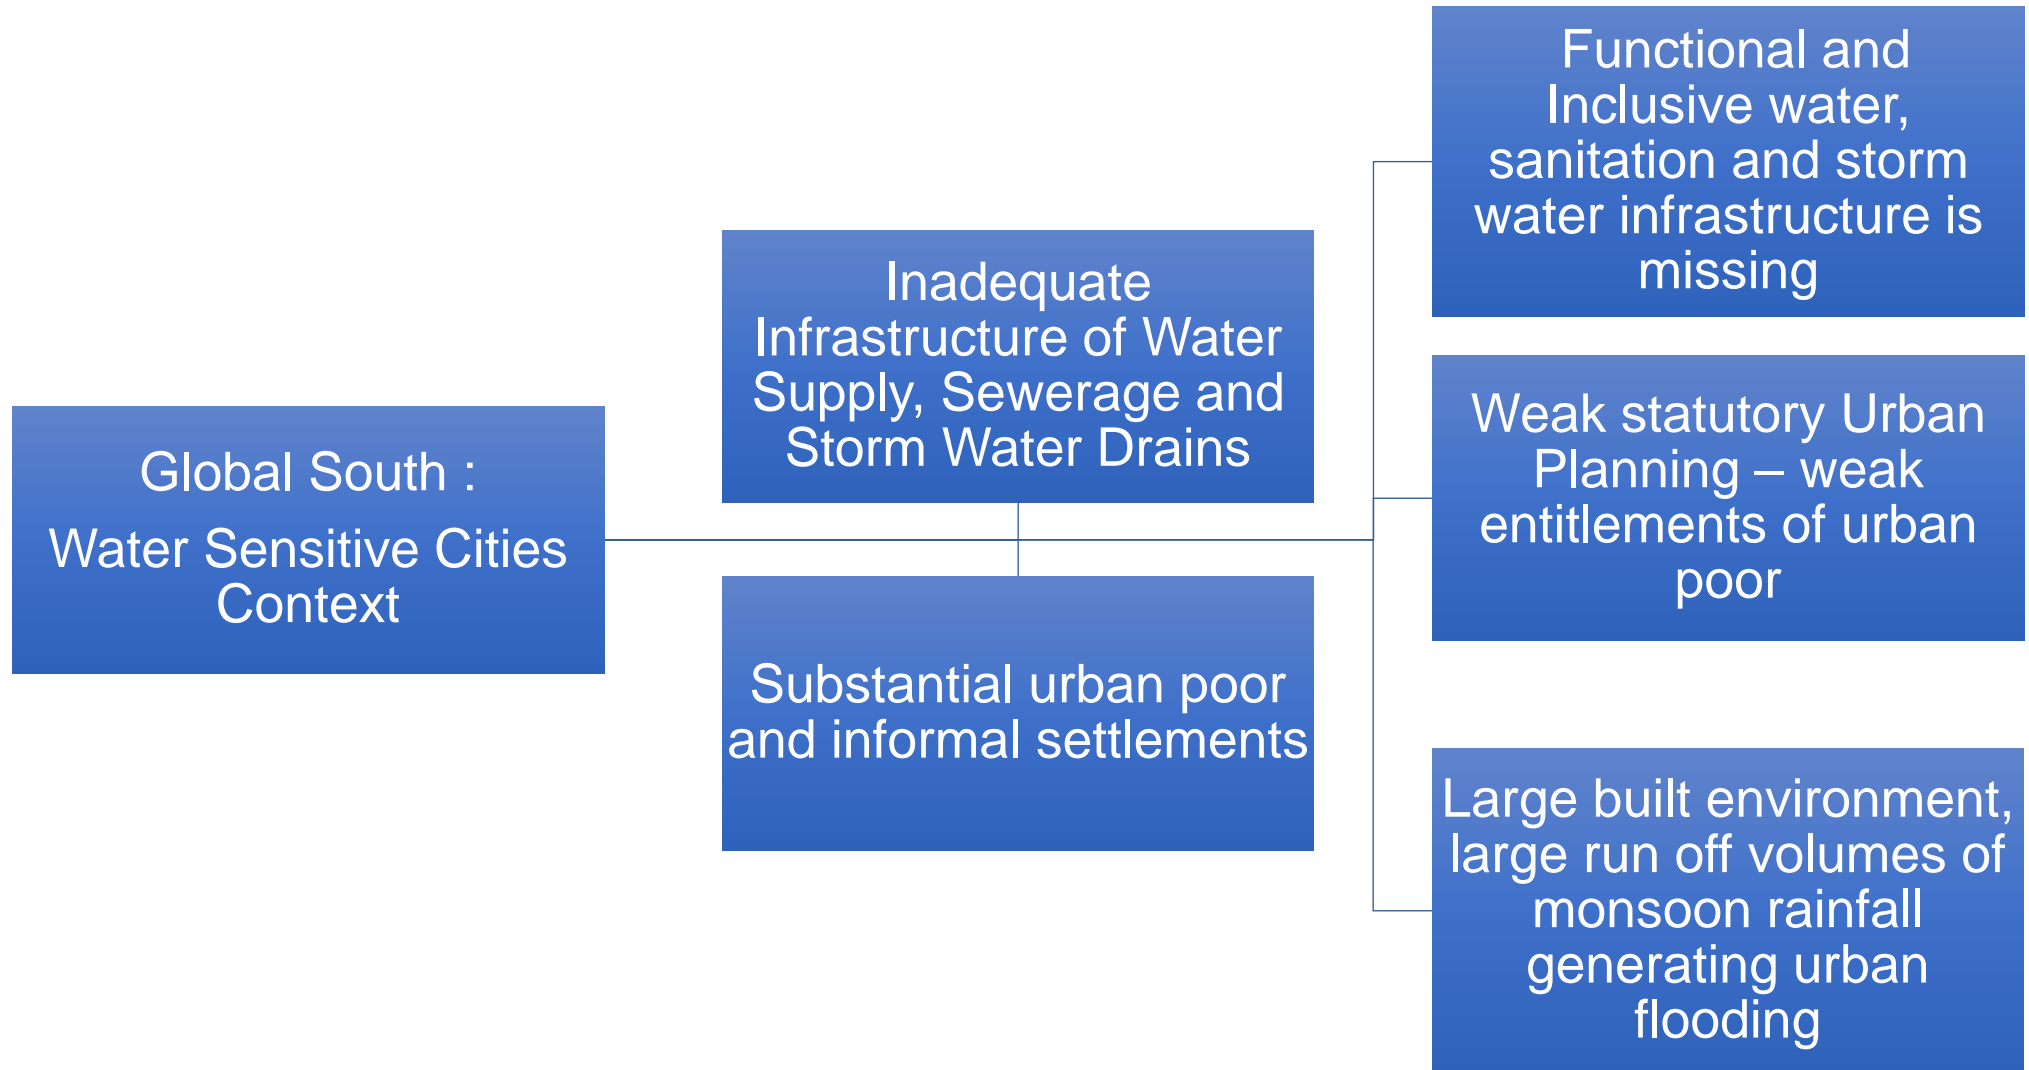 Global South :
Water Sensitive Cities
Context
Inadequate
Infrastructure of Water
Supply, Sewerage and
Storm Water Drains
Substantial urban poor
and informal settlements
Functional and
Inclusive water,
sanitation and storm
water infrastructure is
missing
Weak statutory Urban
Planning – weak
entitlements of urban
poor
Large built environment,
large run off volumes of
monsoon rainfall
generating urban
flooding